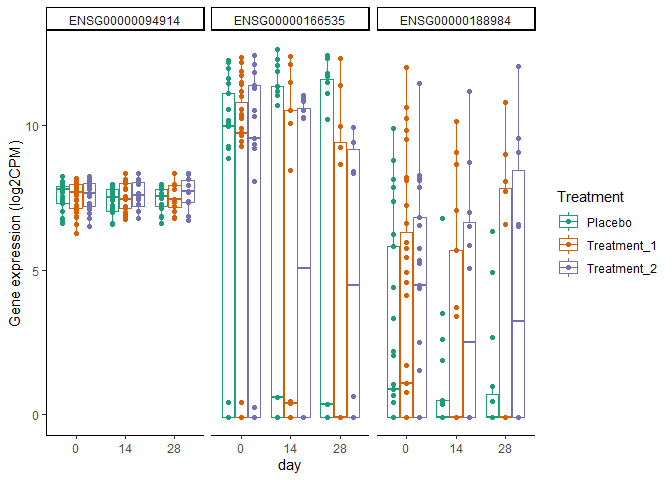 ENSG00000094914 ENSG00000166535 ENSG00000188984
Gene expression (log2CPM)
10
5
0
0 14 28 0 14 28 0 14 28
day
Treatment
Placebo
Treatment_1
Treatment_2